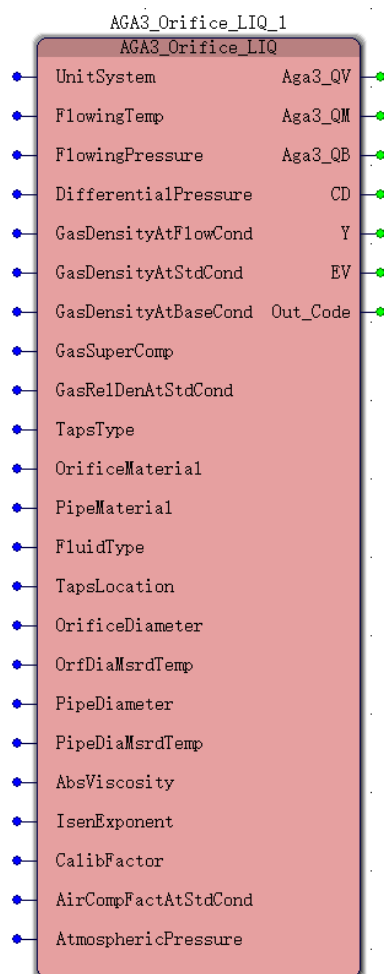 AGA3_Orifice_LIQ_1
AGA3_Orifice_LIQ
UnitSystem Aga3_QV
FlowingTemp Aga3_QM
FlowingPressure Aga3_QB
DifferentialPressure CD
GasDensityAtFlowCond Y
GasDensityAtStdCond EV
GasDensityAtBaseCond Out_Code
GasSuperComp
GasRelDenAtStdCond
TapsType
OrificeMaterial
PipeMaterial
FluidType
TapsLocation
OrificeDiameter
OrfDiaMsrdTemp
PipeDiameter
PipeDiaMsrdTemp
AbsViscosity
IsenExponent
CalibFactor
AirCompFactAtStdCond
AtmosphericPressure